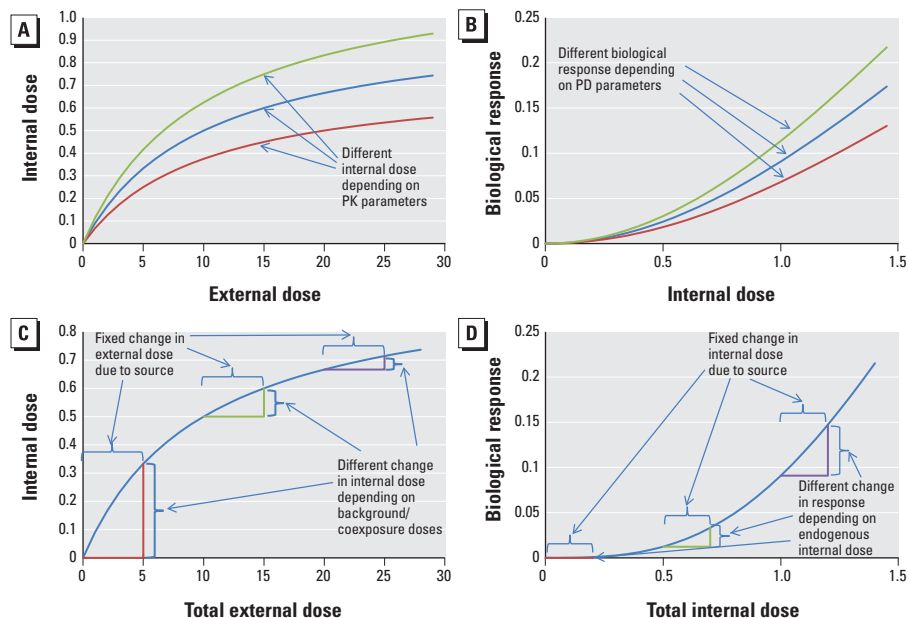 A
Internal dose
1.0
0.9
0.8
0.7
0.6
0.5
0.4
0.3
0.2
0.1
0
0 5 10 15 20 25 30
External dose
Different
internal dose
depending on
PK parameters
B
Biological response
0.25
0.2
0.15
0.1
0.05
0
0 0.5 1.0 1.5
Internal dose
Different biological
response depending
on PD parameters
C
Internal dose
0.8
0.7
0.6
0.5
0.4
0.3
0.2
0.1
0
0 5 10 15 20 25 30
Total external dose
Fixed change in
external dose
due to source
Different change
in internal dose
depending on
background/
coexposure doses
D
Biological response
0.25
0.2
0.15
0.1
0.05
0
0 0.5 1.0 1.5
Total internal dose
Fixed change in
internal dose
due to source
Different change
in response
depending on
endogenous
internal dose